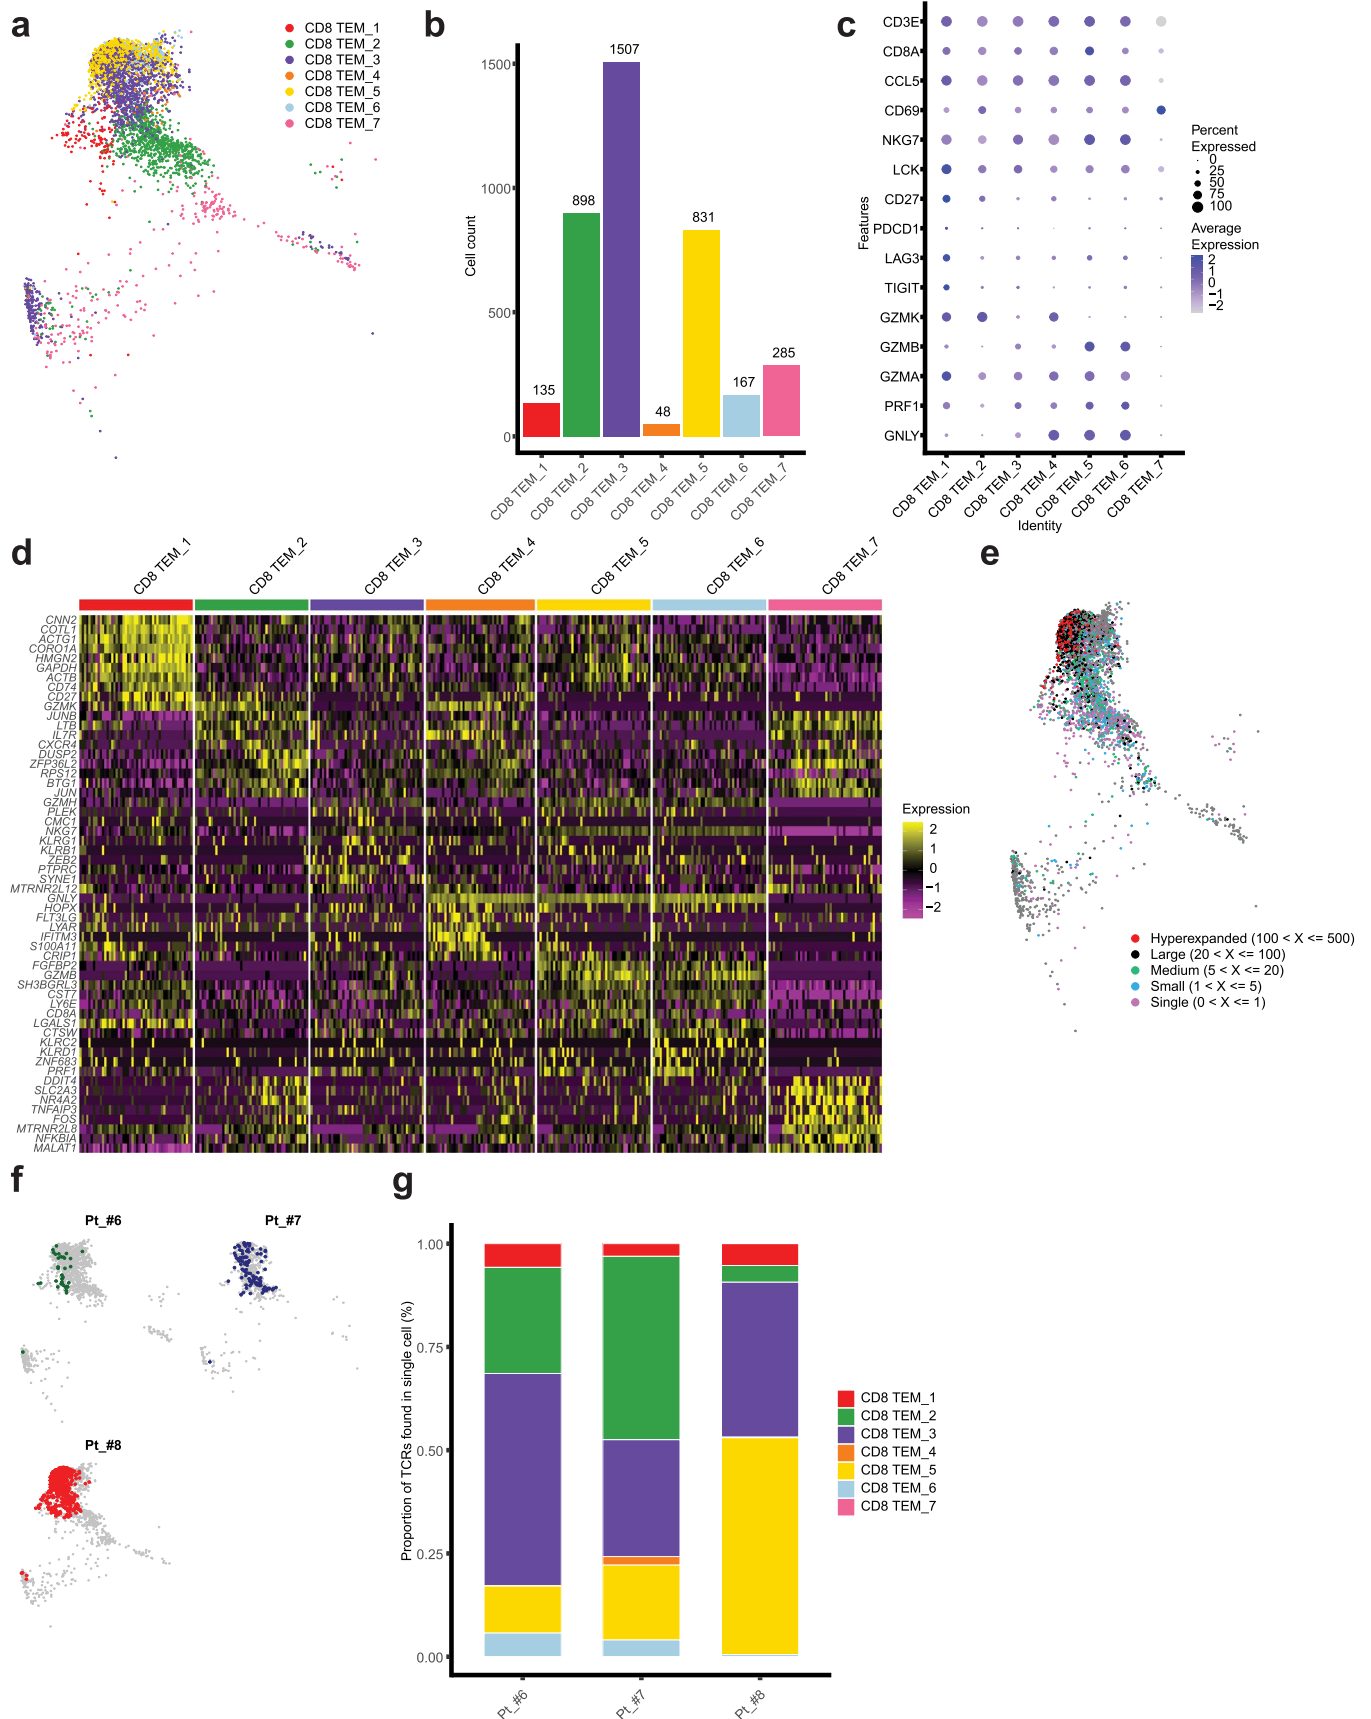 a
CD8 TEM_1
CD8 TEM_2
CD8 TEM_3
CD8 TEM_4
CD8 TEM_5
CD8 TEM_6
CD8 TEM_7
b
Cell count
1500
1000
500
0
135
898
1507
48
831
167
285
CD8 TEM_1
CD8 TEM_2
CD8 TEM_3
CD8 TEM_4
CD8 TEM_5
CD8 TEM_6
CD8 TEM_7
c
Features
CD3E
CD8A
CCL5
CD69
NKG7
LCK
CD27
PDCD1
LAG3
TIGIT
GZMK
GZMB
GZMA
PRF1
GNLY
CD8 TEM_1
CD8 TEM_2
CD8 TEM_3
CD8 TEM_4
CD8 TEM_5
CD8 TEM_6
CD8 TEM_7
Identity
Percent
Expressed
0
25
50
75
100
Average
Expression
2
1
0
−1
−2
d
CD8 TEM_1
CD8 TEM_2
CD8 TEM_3
CD8 TEM_4
CD8 TEM_5
CD8 TEM_6
CD8 TEM_7
CNN2
COTL1
ACTG1
CORO1A
HMGN2
GAPDH
ACTB
CD74
CD27
GZMK
JUNB
LTB
IL7R
CXCR4
DUSP2
ZFP36L2
RPS12
BTG1
JUN
GZMH
PLEK
CMC1
NKG7
KLRG1
KLRB1
ZEB2
PTPRC
SYNE1
MTRNR2L12
GNLY
HOPX
FLT3LG
LYAR
IFITM3
S100A11
CRIP1
FGFBP2
GZMB
SH3BGRL3
CST7
LY6E
CD8A
LGALS1
CTSW
KLRC2
KLRD1
ZNF683
PRF1
DDIT4
SLC2A3
NR4A2
TNFAIP3
FOS
MTRNR2L8
NFKBIA
MALAT1
Expression
2
1
0
−1
−2
e
Hyperexpanded (100 < X <= 500)
Large (20 < X <= 100)
Medium (5 < X <= 20)
Small (1 < X <= 5)
Single (0 < X <= 1)
f
Pt_#6
Pt_#7
Pt_#8
g
Proportion of TCRs found in single cell (%)
1.00
0.75
0.50
0.25
0.00
Pt_#6
Pt_#7
Pt_#8
CD8 TEM_1
CD8 TEM_2
CD8 TEM_3
CD8 TEM_4
CD8 TEM_5
CD8 TEM_6
CD8 TEM_7